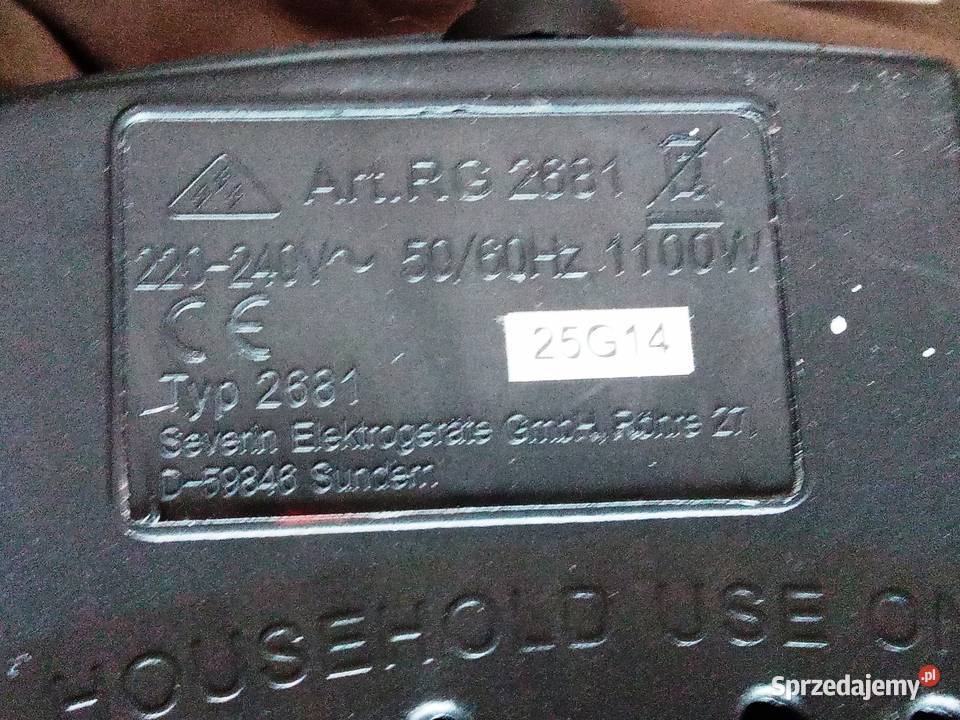 Art.RG 2681
220-240V~ 50/60Hz 1100W
CE
25G14
Typ 2681
Severin Elektrogeräte GmbH, Röhre 27,
D-59846 Sundern
HOUSEHOLD USE ON
Sprzedajemy.pl